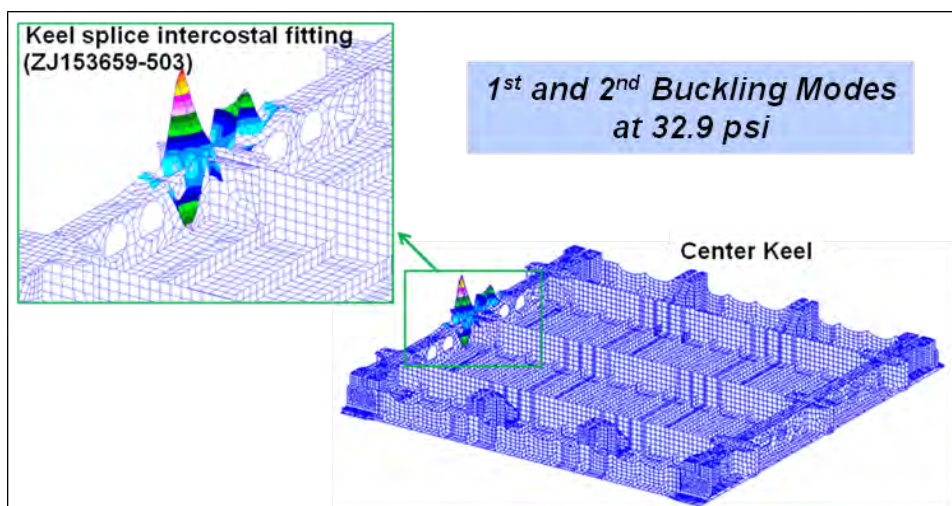 Keel splice intercostal fitting
(ZJ153659-503)
1st and 2nd Buckling Modes
at 32.9 psi
Center Keel